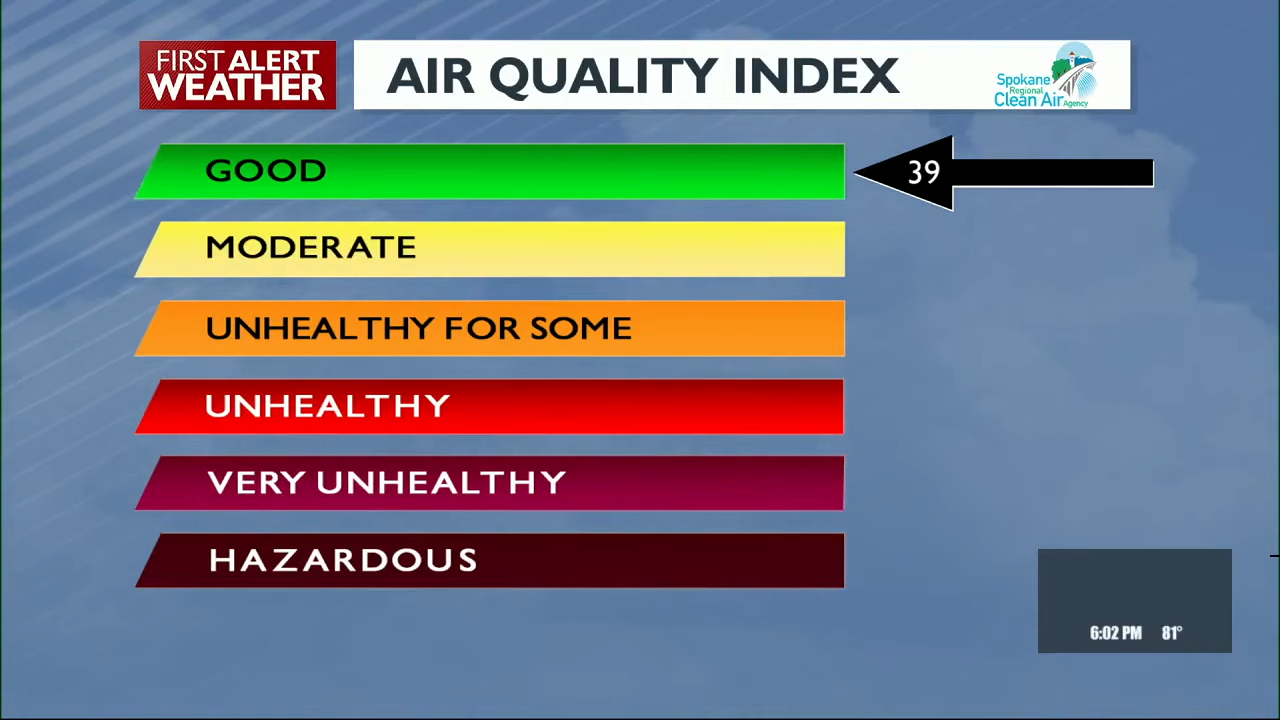 FIRST ALERT
WEATHER
AIR QUALITY INDEX
Spokane
Regional
Clean Air Agency
GOOD
39
MODERATE
UNHEALTHY FOR SOME
UNHEALTHY
VERY UNHEALTHY
HAZARDOUS
6:02 PM 81°